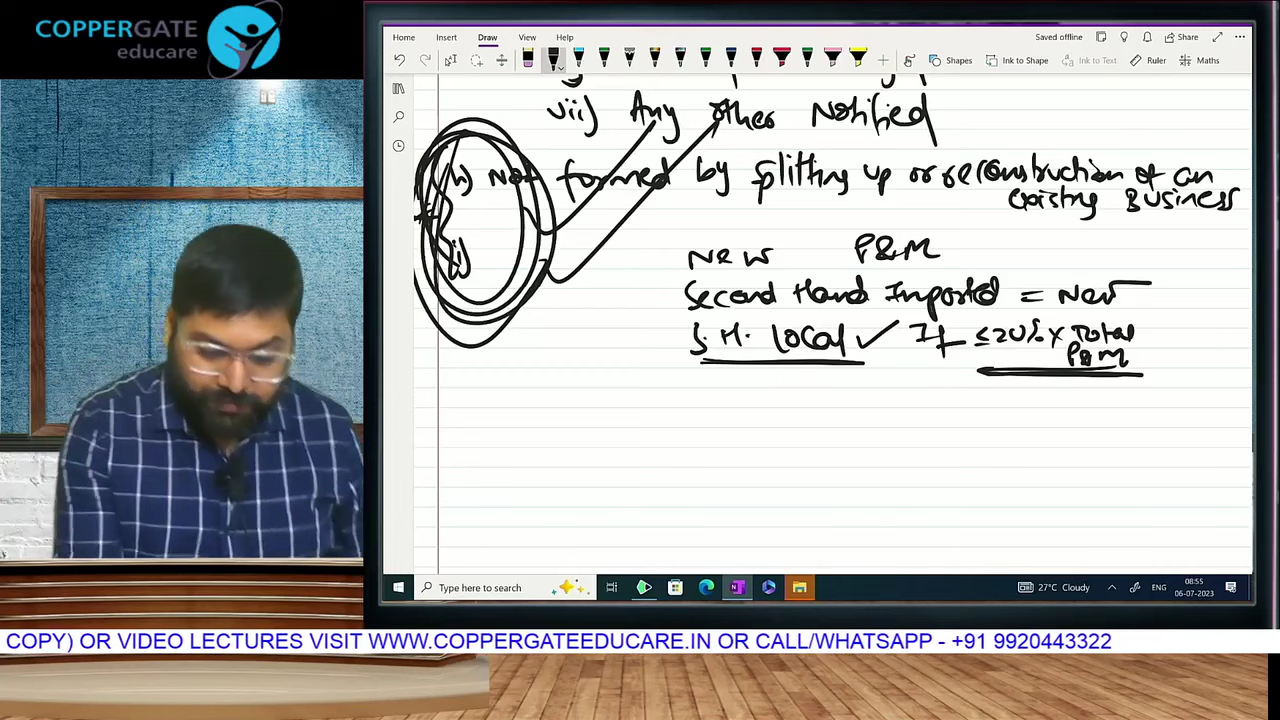 COPPERGATE
educare
Home Insert Draw View Help
Saved offline
Share
Shapes
Ink to Shape
Ink to Text
Ruler
Maths
vii) Any other Notified
h) Not formed by splitting up or reconstruction of an
existing Business
i)
New P&M
Second Hand Imported = New
S.H. Local ✓ If ≤20% x Total
P&M
Type here to search
27°C Cloudy
ENG
08:55
06-07-2023
COPY) OR VIDEO LECTURES VISIT WWW.COPPERGATEEDUCARE.IN OR CALL/WHATSAPP - +91 9920443322